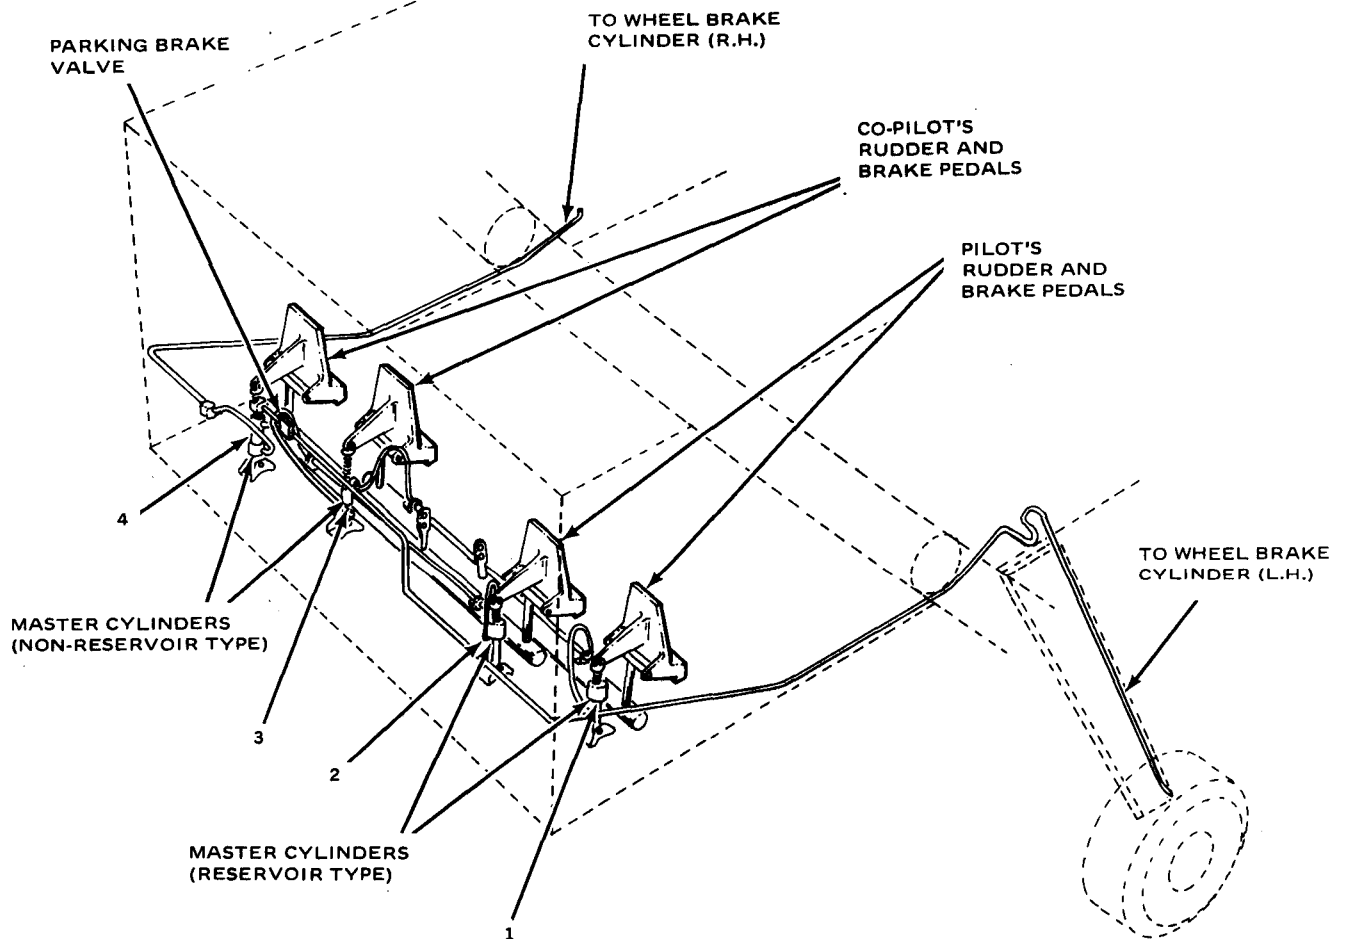 TO WHEEL BRAKE
CYLINDER (R.H.)
PARKING BRAKE
VALVE
CO-PILOT'S
RUDDER AND
BRAKE PEDALS
PILOT'S
RUDDER AND
BRAKE PEDALS
4
TO WHEEL BRAKE
CYLINDER (L.H.)
MASTER CYLINDERS
(NON-RESERVOIR TYPE)
3
2
MASTER CYLINDERS
(RESERVOIR TYPE)
1